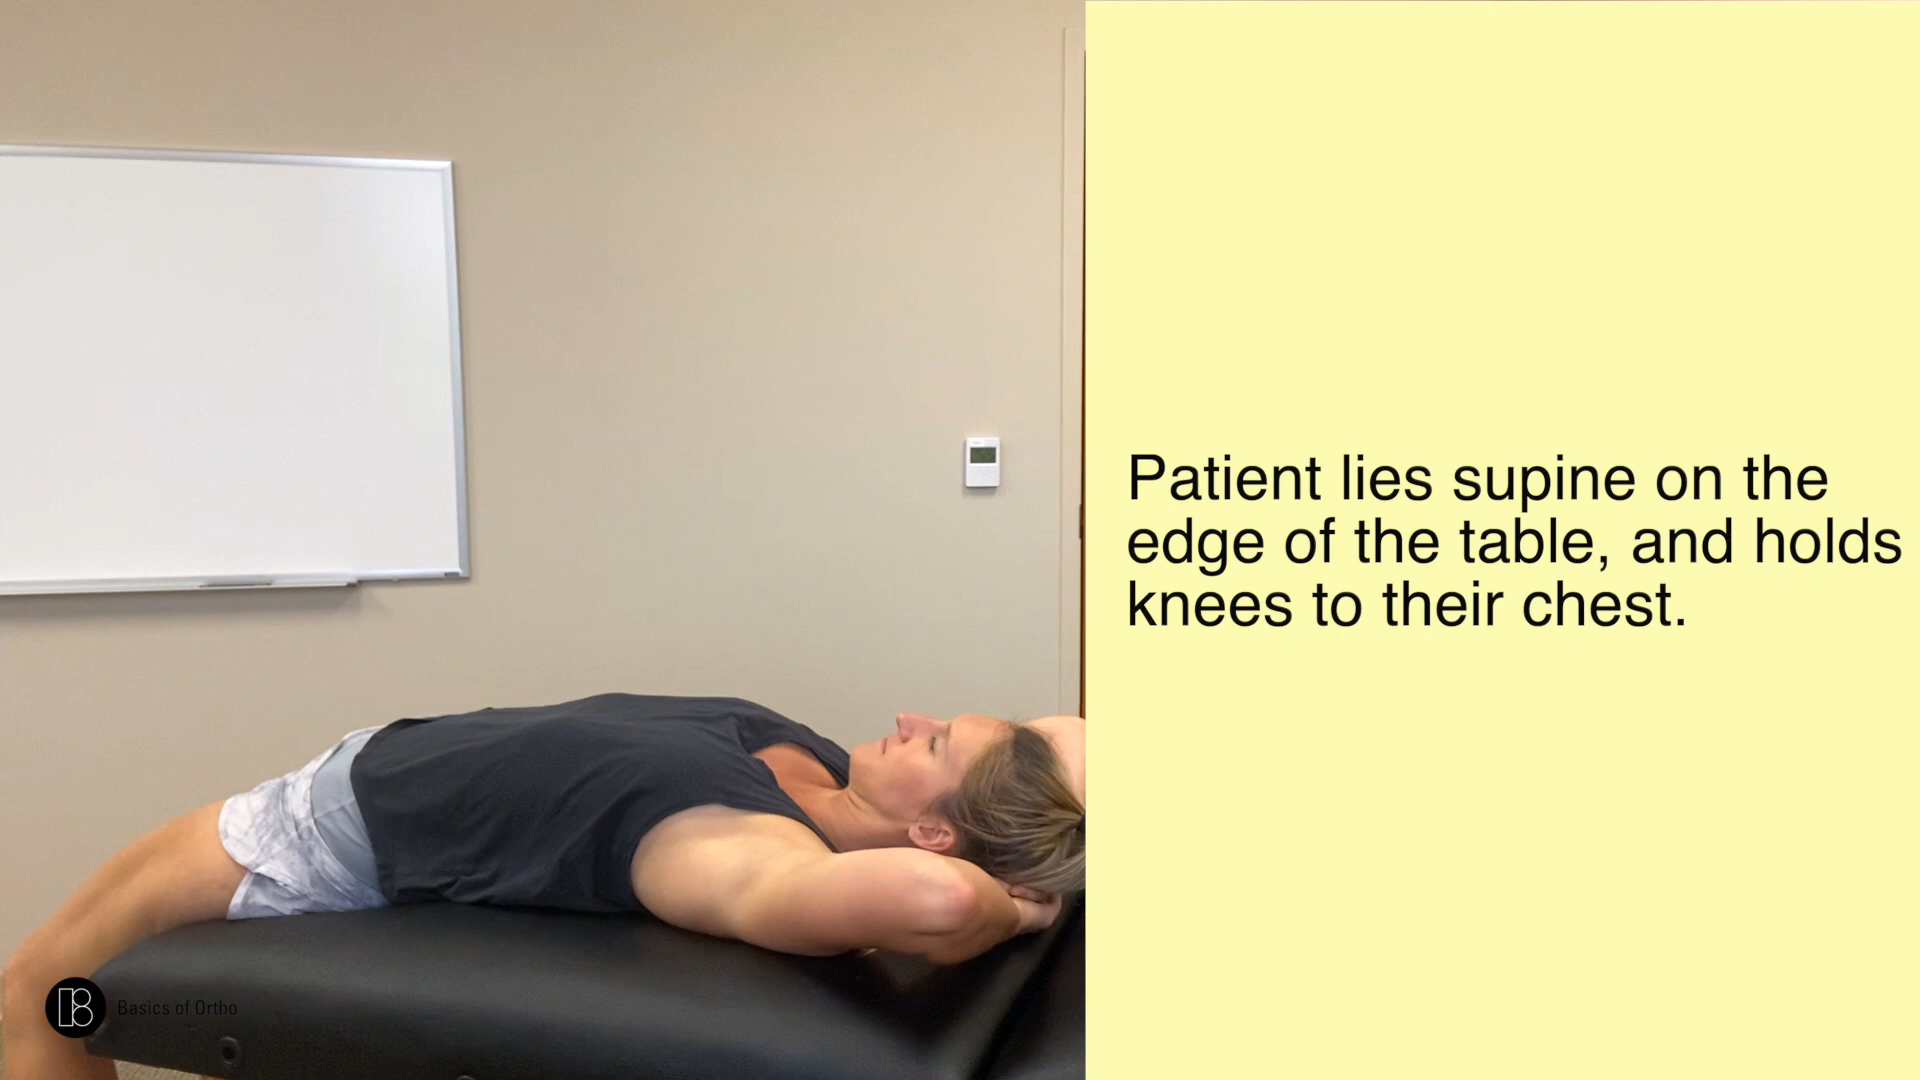 Patient lies supine on the
edge of the table, and holds
knees to their chest.
Basics of Ortho